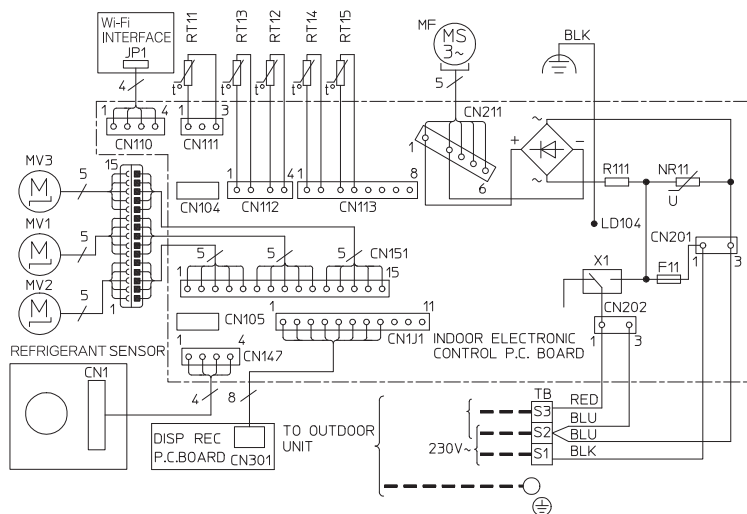 Wi-Fi
INTERFACE
JP1
4
RT11
RT13
RT12
RT14
RT15
t°
t°
t°
t°
t°
MF
MS
3~
5
BLK
1
4
CN110
1
3
CN111
CN211
1
6
+
~
−
~
R111
NR11
U
LD104
MV3
M
5
MV1
M
5
MV2
M
5
15
1
CN104
1
4
CN112
1
8
CN113
5
5
5
CN151
1
15
CN201
1
3
X1
F11
CN202
1
3
CN105
1
11
CN1J1
INDOOR ELECTRONIC
CONTROL P.C. BOARD
1
4
CN147
REFRIGERANT SENSOR
CN1
4
8
DISP REC
P.C.BOARD
CN301
TO OUTDOOR
UNIT
230V~
TB
S3
S2
S1
RED
BLU
BLU
BLK